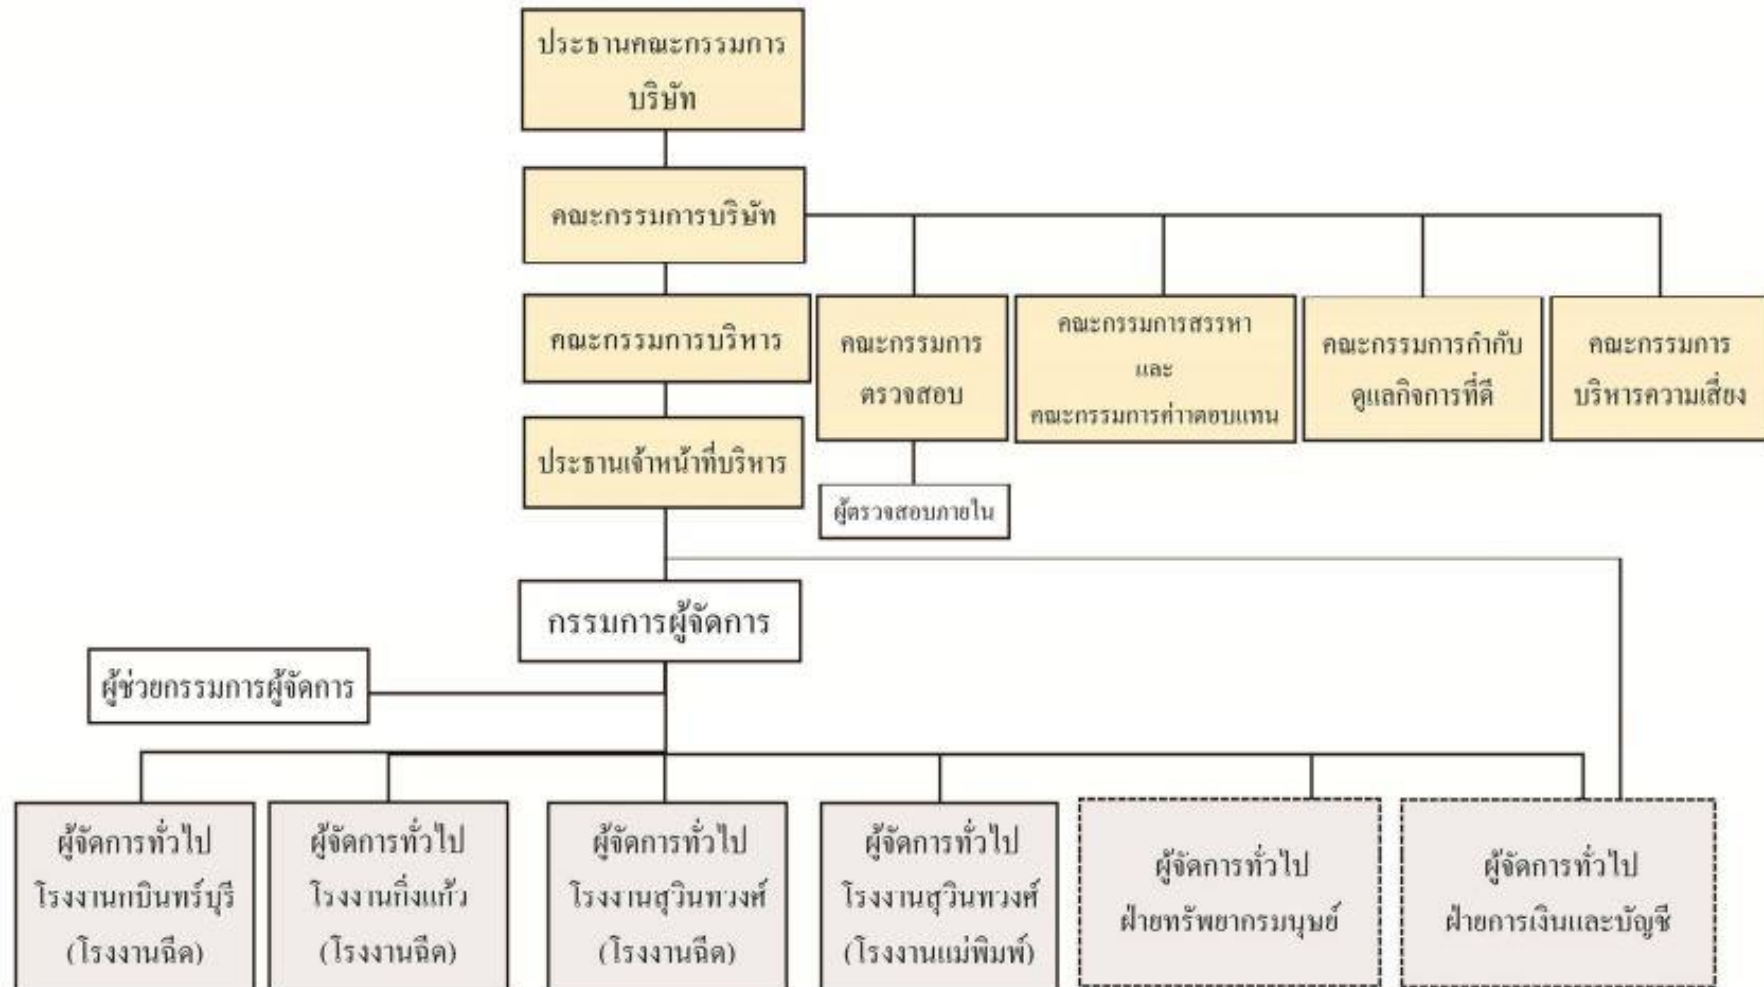 ประธานคณะกรรมการ
บริษัท
คณะกรรมการบริษัท
คณะกรรมการบริหาร
คณะกรรมการ
ตรวจสอบ
คณะกรรมการสรรหา
และ
คณะกรรมการค่าตอบแทน
คณะกรรมการกำกับ
ดูแลกิจการที่ดี
คณะกรรมการ
บริหารความเสี่ยง
ประธานเจ้าหน้าที่บริหาร
ผู้ตรวจสอบภายใน
กรรมการผู้จัดการ
ผู้ช่วยกรรมการผู้จัดการ
ผู้จัดการทั่วไป
โรงงานกบินทร์บุรี
(โรงงานฉีด)
ผู้จัดการทั่วไป
โรงงานกิ่งแก้ว
(โรงงานฉีด)
ผู้จัดการทั่วไป
โรงงานสุวินทวงศ์
(โรงงานฉีด)
ผู้จัดการทั่วไป
โรงงานสุวินทวงศ์
(โรงงานแม่พิมพ์)
ผู้จัดการทั่วไป
ฝ่ายทรัพยากรมนุษย์
ผู้จัดการทั่วไป
ฝ่ายการเงินและบัญชี